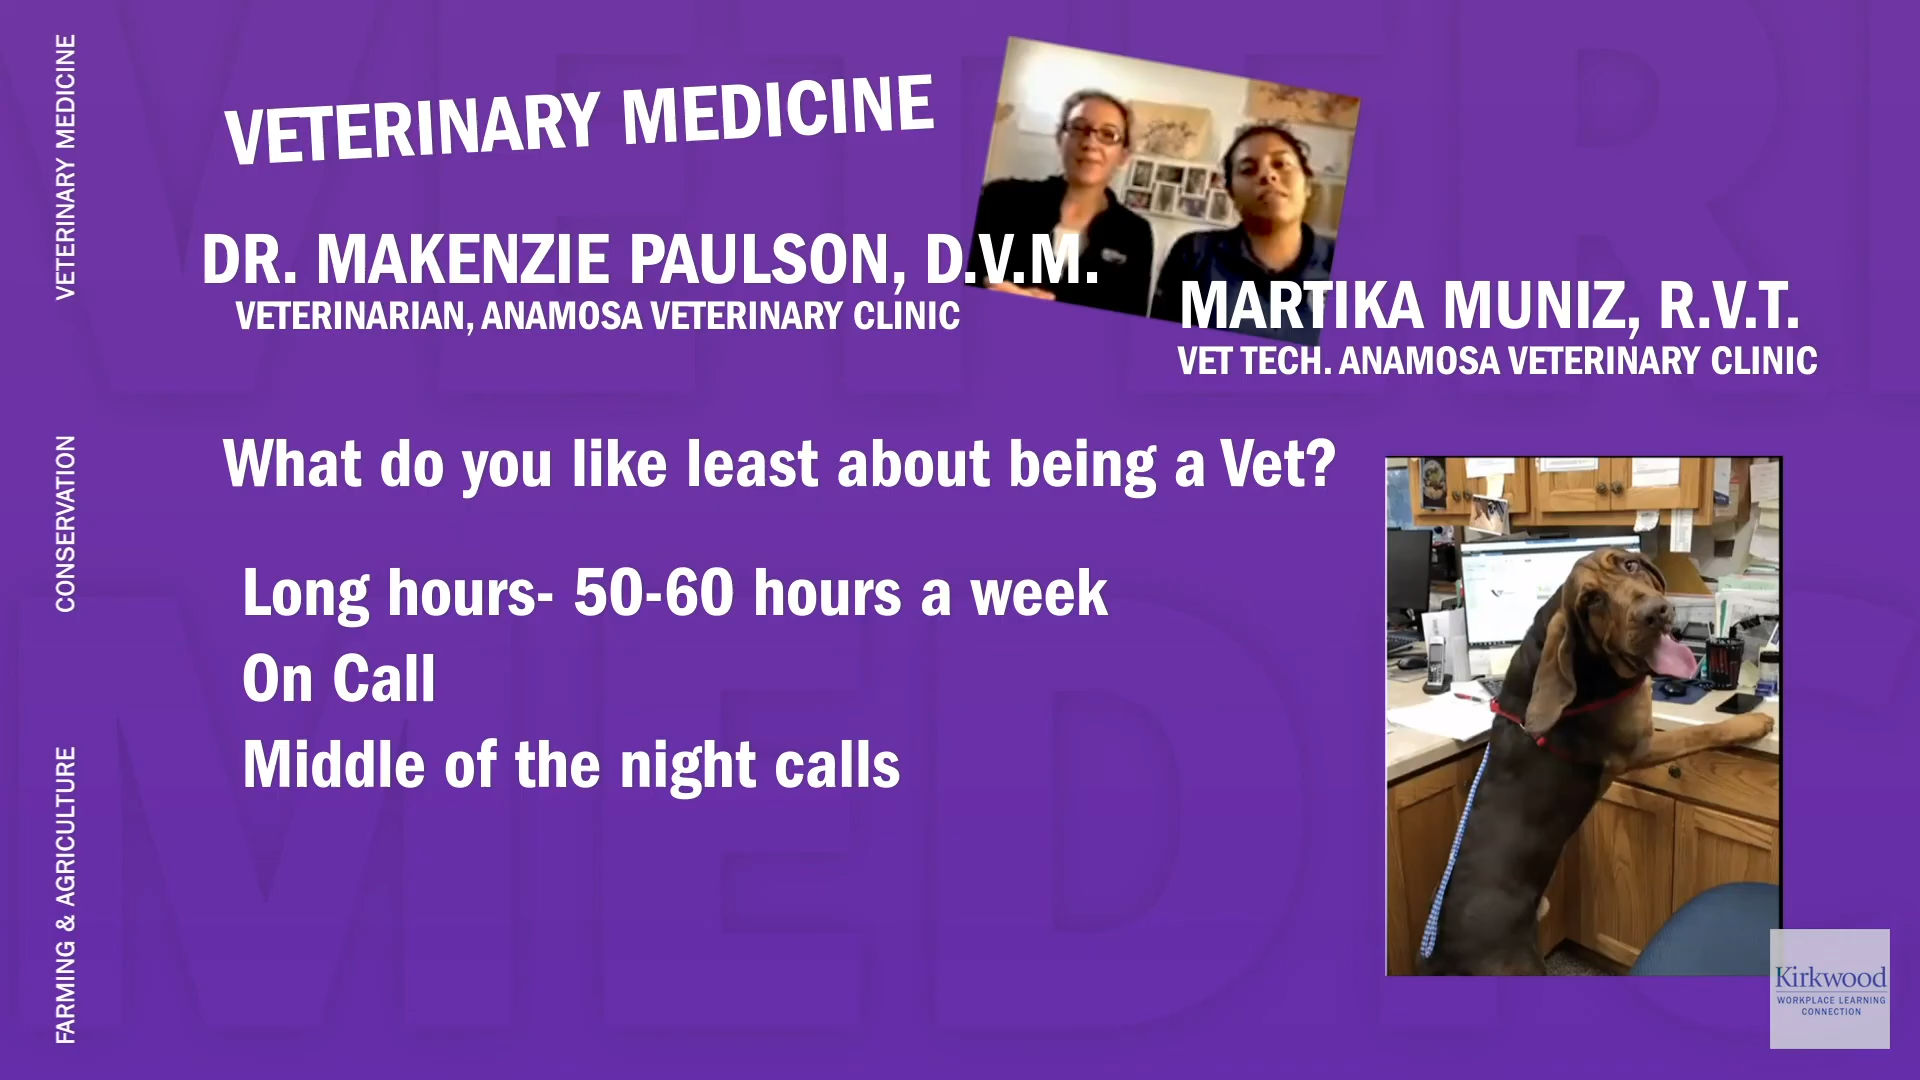 VETERINARY MEDICINE
CONSERVATION
FARMING & AGRICULTURE
VETERINARY MEDICINE
DR. MAKENZIE PAULSON, D.V.M.
VETERINARIAN, ANAMOSA VETERINARY CLINIC
MARTIKA MUNIZ, R.V.T.
VET TECH. ANAMOSA VETERINARY CLINIC
What do you like least about being a Vet?
Long hours- 50-60 hours a week
On Call
Middle of the night calls
Kirkwood
WORKPLACE LEARNING
CONNECTION